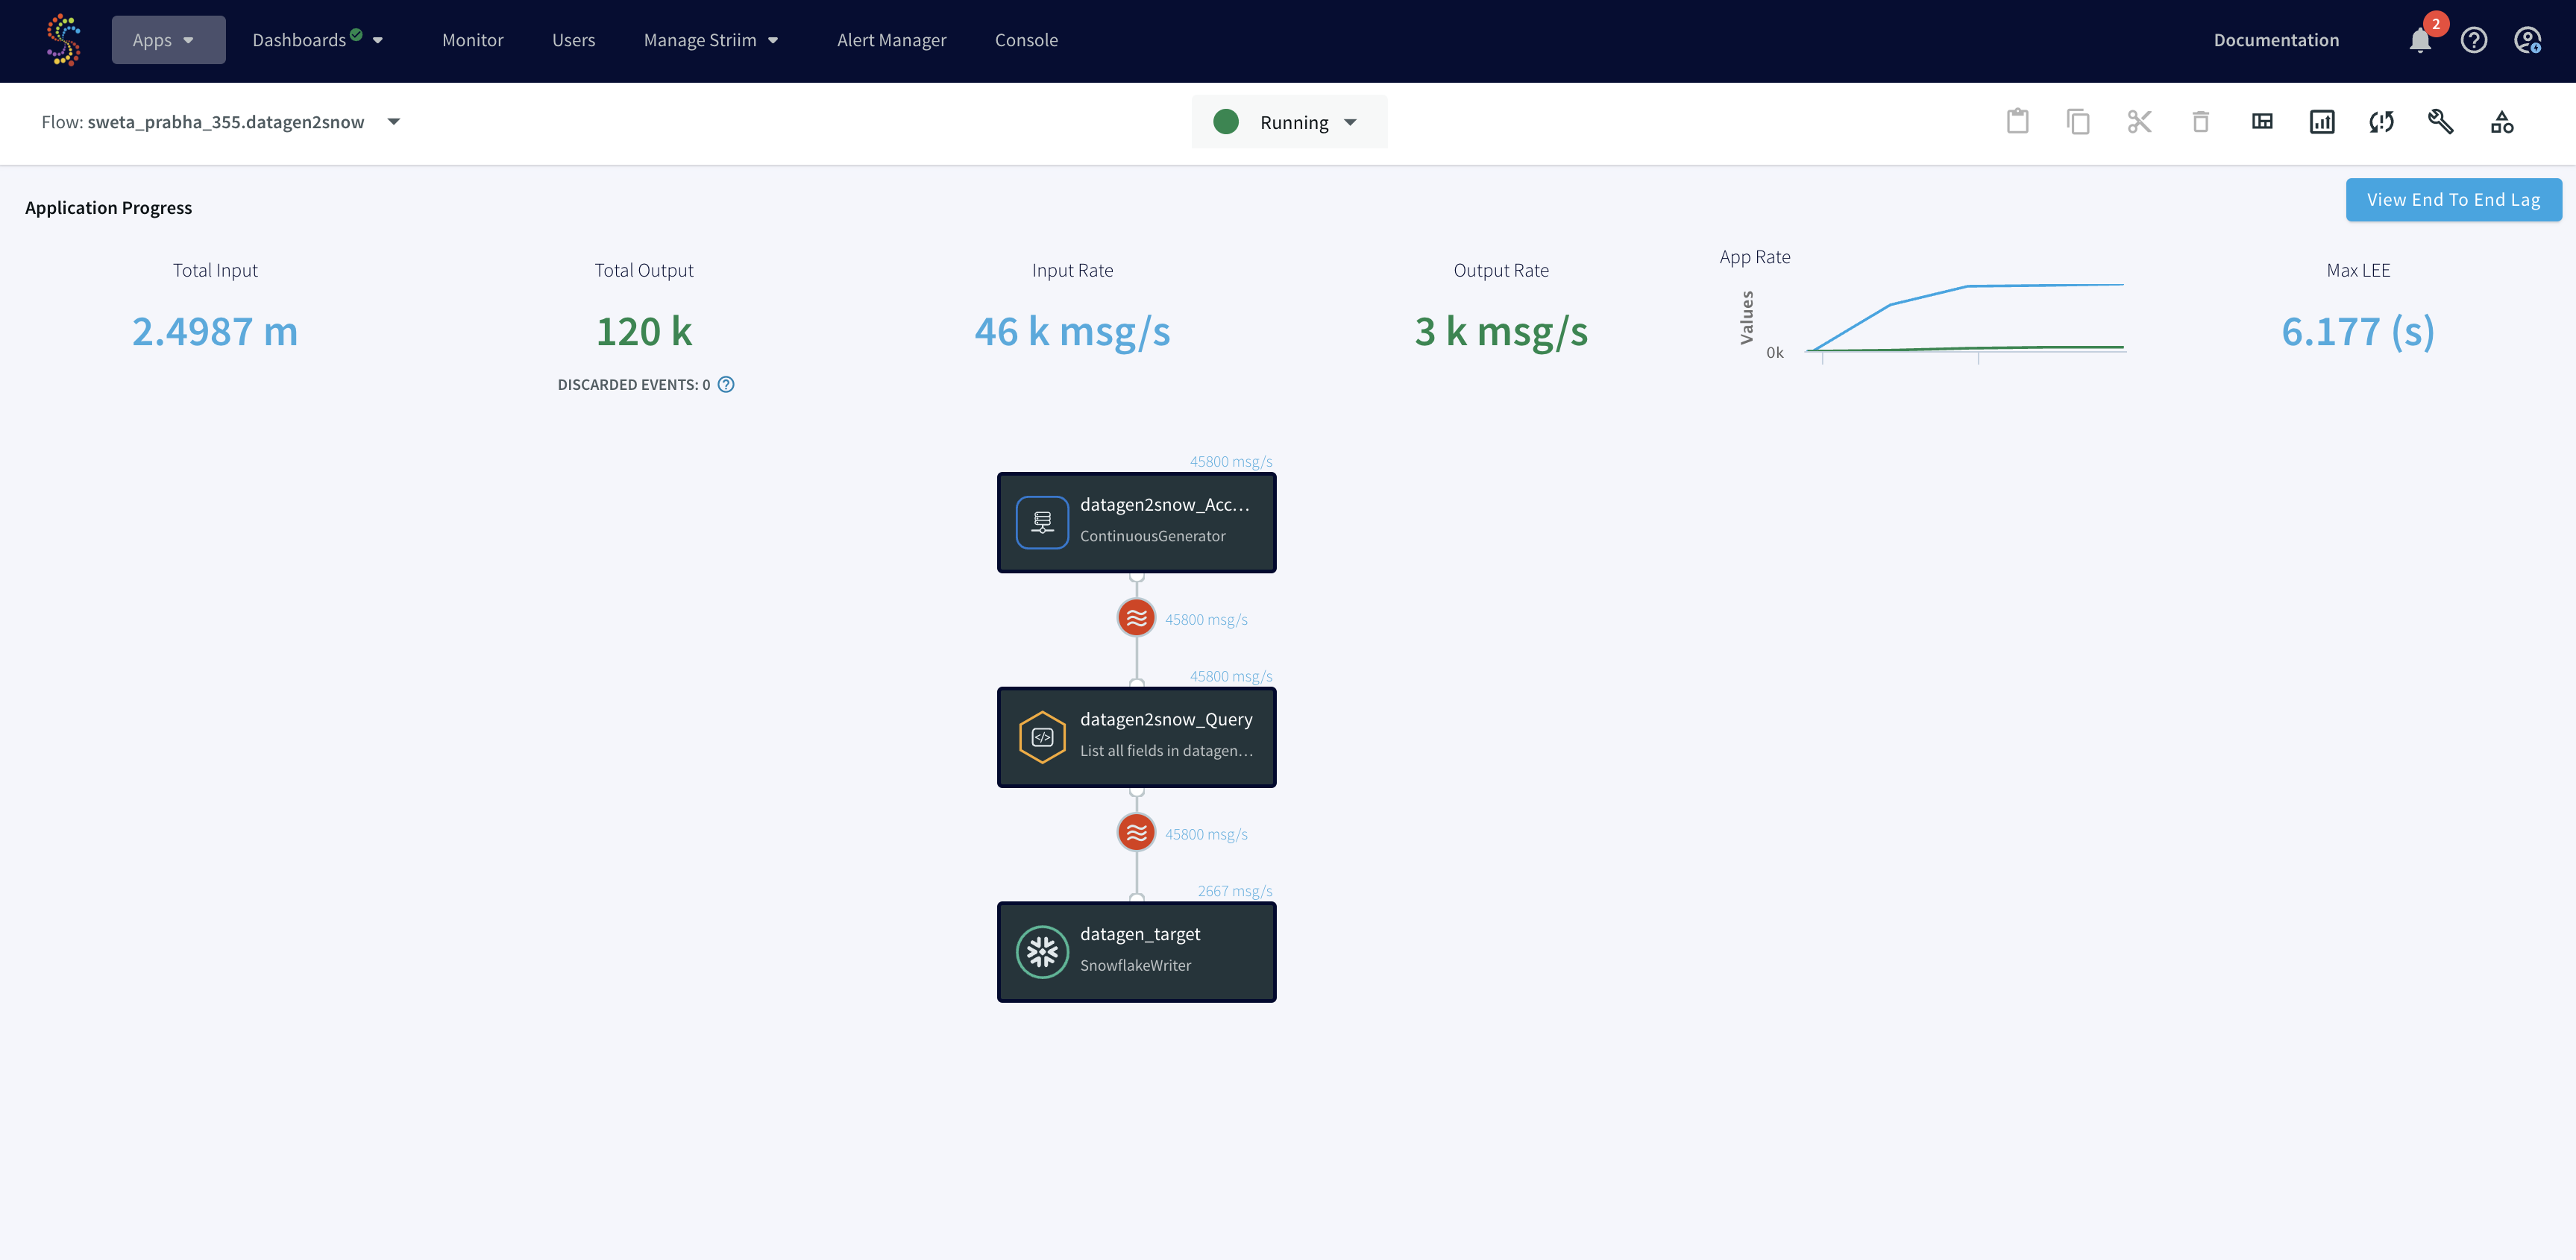 Apps Dashboards Monitor Users Manage Striim Alert Manager Console Documentation 2
Flow: sweta_prabha_355.datagen2snow Running
Application Progress View End To End Lag
Total Input Total Output Input Rate Output Rate App Rate Max LEE
2.4987 m 120 k 46 k msg/s 3 k msg/s Values 0k 6.177 (s)
DISCARDED EVENTS: 0
45800 msg/s
datagen2snow_Acc...
ContinuousGenerator
45800 msg/s
45800 msg/s
datagen2snow_Query
List all fields in datagen...
45800 msg/s
2667 msg/s
datagen_target
SnowflakeWriter